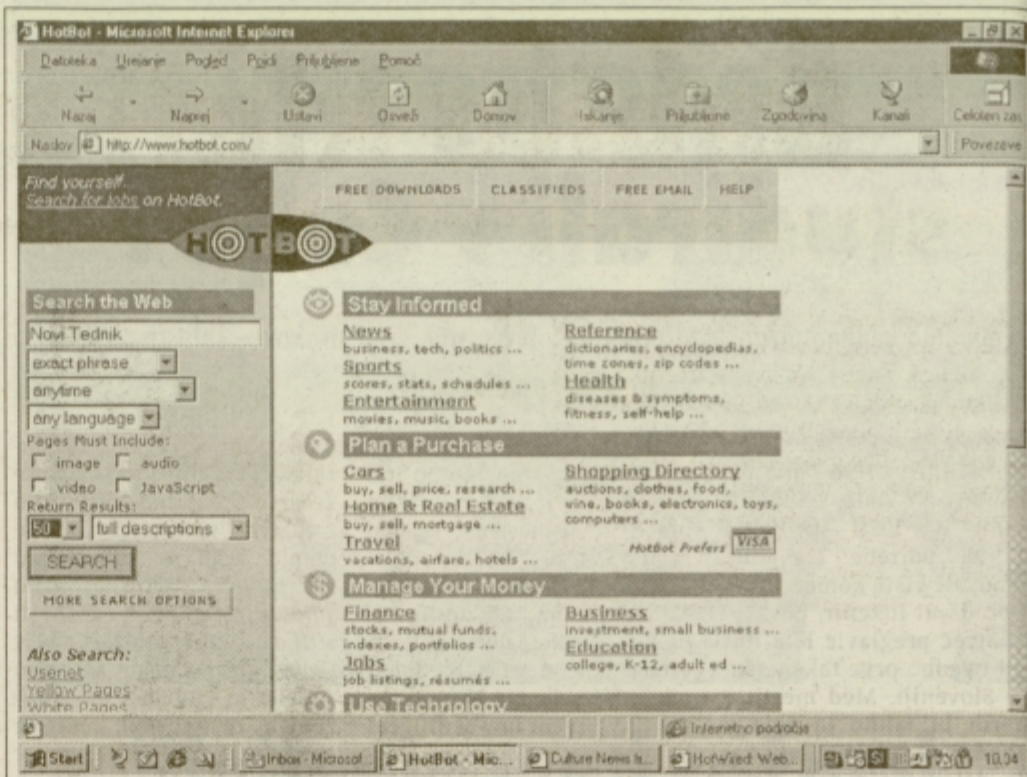 HotBot - Microsoft Internet Explorer
Datoteka Urejanje Pogled Pojdi Priljubljene Pomoč
Nazaj Naprej Ustavi Osveži Domov Iskanje Priljubljene Zgodovina Kanali Celoten
Naslov http://www.hotbot.com/ Povezave
Find yourself.
Search for Jobs on HotBot.
FREE DOWNLOADS CLASSIFIEDS FREE EMAIL HELP
HOTBOT
Search the Web
Novi Tednik
exact phrase
anytime
any language
Pages Must Include:
image audio
video JavaScript
Return Results:
50 full descriptions
SEARCH
MORE SEARCH OPTIONS
Also Search:
Usenet
Yellow Pages
White Pages
Stay Informed
News
business, tech, politics ...
Sports
scores, stats, schedules ...
Entertainment
movies, music, books ...
Reference
dictionaries, encyclopedias,
time zones, zip codes ...
Health
diseases & symptoms,
fitness, self-help ...
Plan a Purchase
Cars
buy, sell, price, research ...
Home & Real Estate
buy, sell, mortgage ...
Travel
vacations, airfare, hotels ...
Shopping Directory
auctions, clothes, food,
wine, books, electronics, toys,
computers ...
HotBot Prefers VISA
Manage Your Money
Finance
stocks, mutual funds,
indexes, portfolios ...
Jobs
job listings, résumés ...
Business
investment, small business ...
Education
college, K-12, adult ed ...
Use Technology
Internetno področje
Start Inbox - Microsof... HotBot - Mic... Culture News Is... HotWired: Web... 10:34